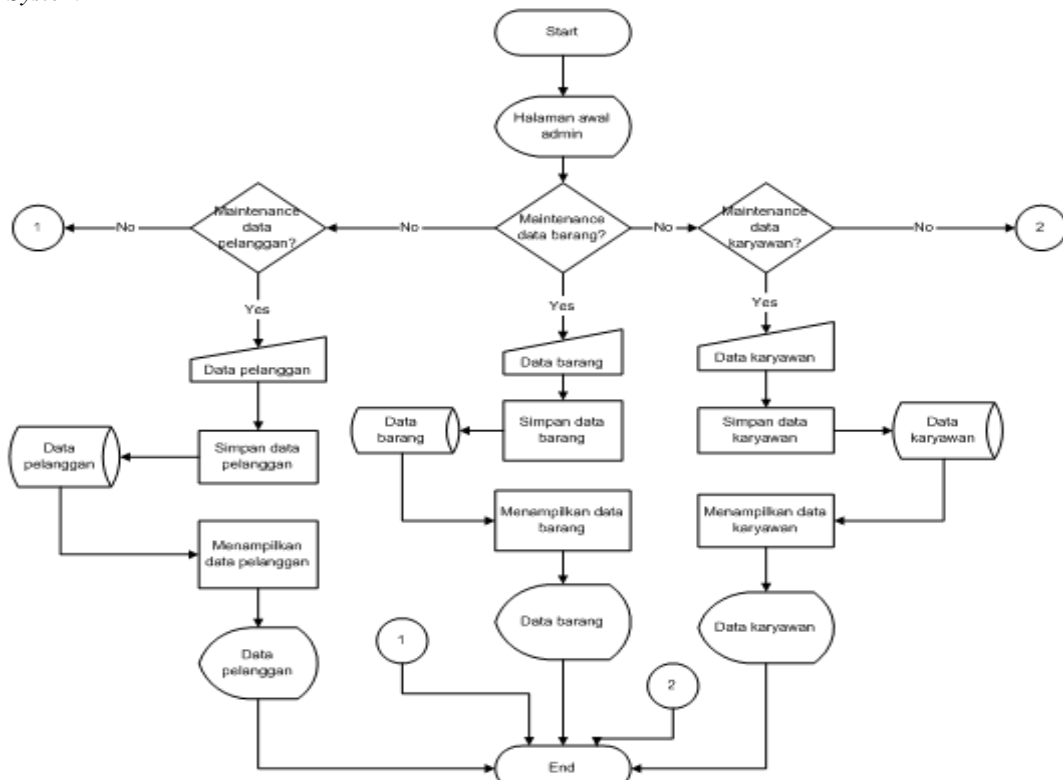 System
Start
Halaman awal
admin
1
No
Maintenance
data
pelanggan?
No
Maintenance
data barang?
No
Maintenance
data
karyawan?
No
2
Yes
Yes
Yes
Data pelanggan
Data barang
Data karyawan
Data
pelanggan
Simpan data
pelanggan
Data
barang
Simpan data
barang
Simpan data
karyawan
Data
karyawan
Menampilkan
data pelanggan
Menampilkan data
barang
Menampilkan data
karyawan
Data
pelanggan
1
Data barang
2
Data karyawan
End